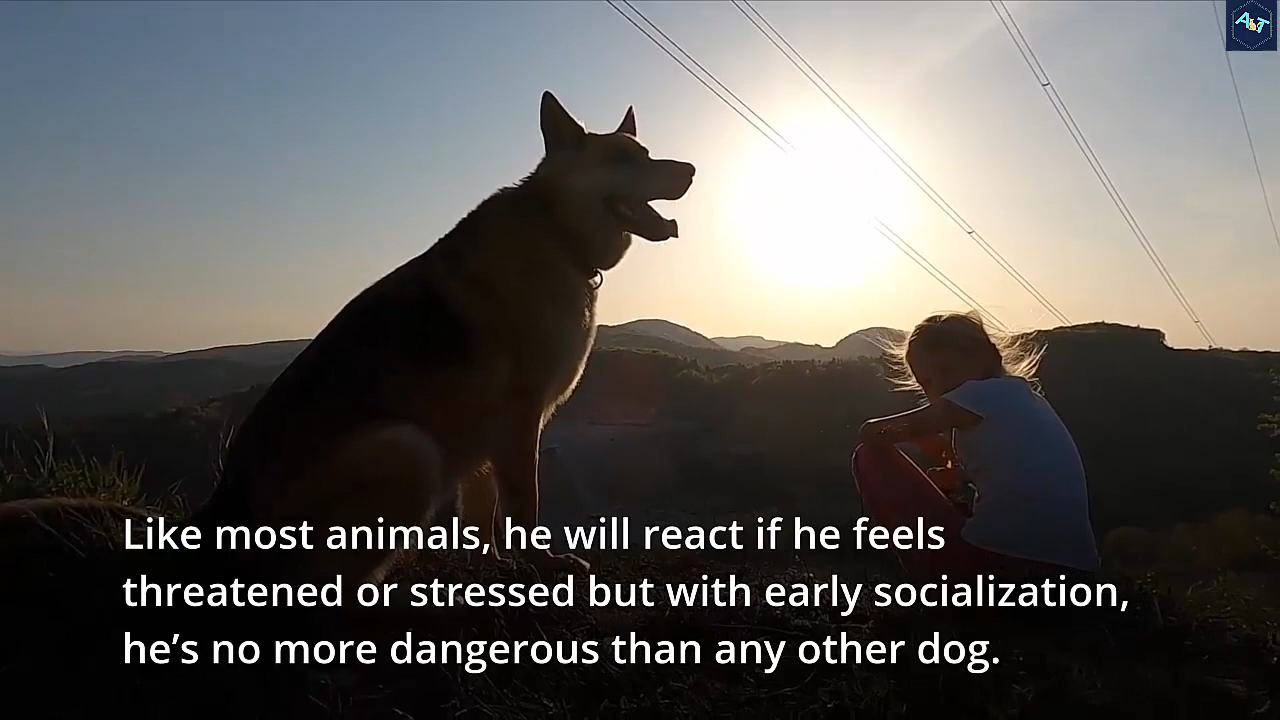 A&T
Like most animals, he will react if he feels
threatened or stressed but with early socialization,
he’s no more dangerous than any other dog.